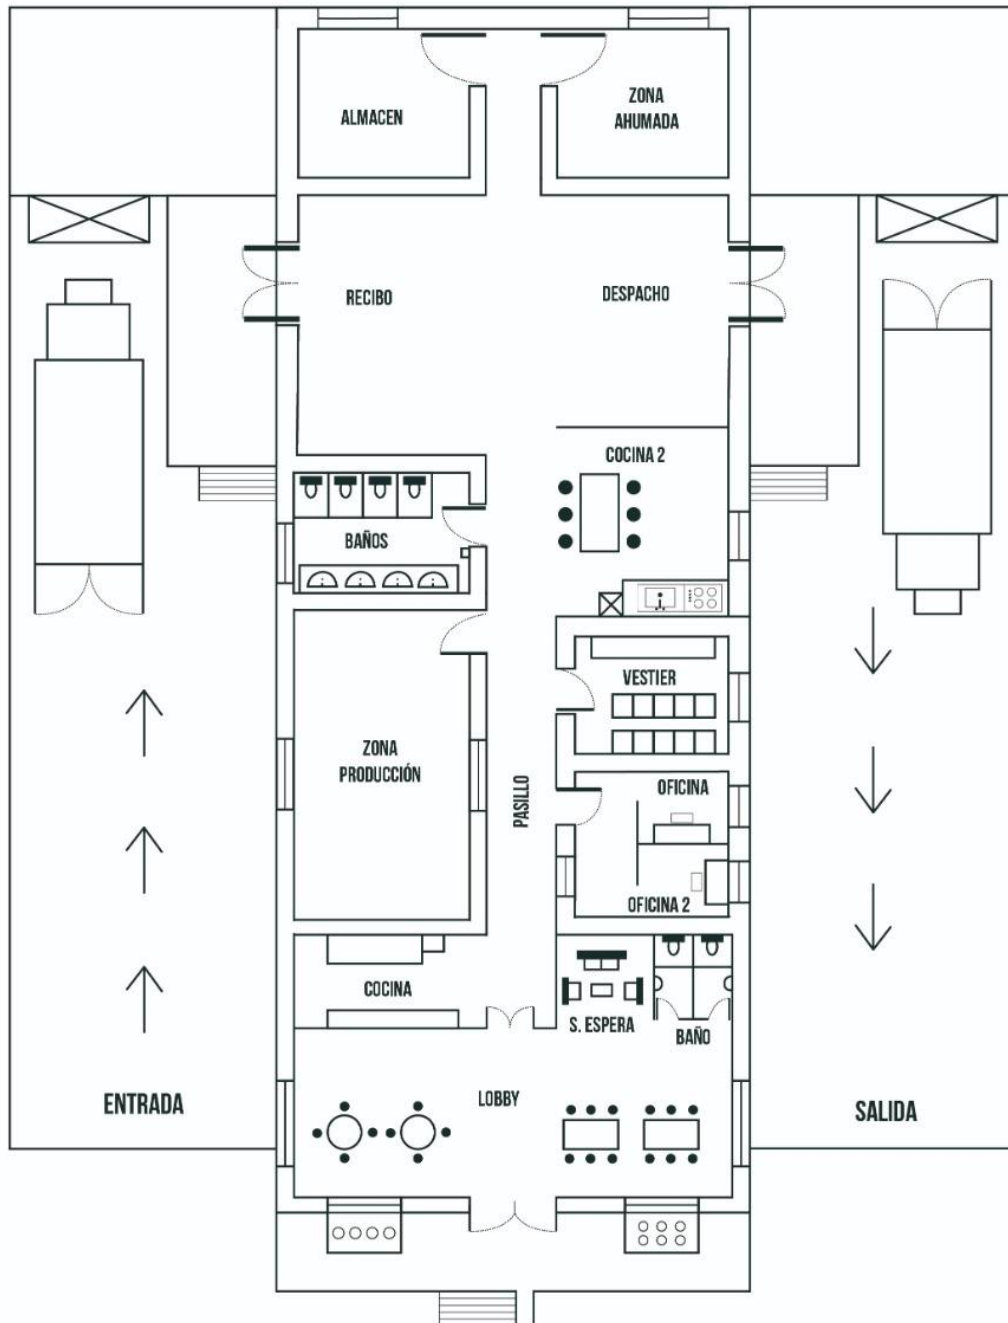 ALMACEN
ZONA
AHUMADA
RECIBO
DESPACHO
COCINA 2
BAÑOS
VESTIER
ZONA
PRODUCCIÓN
PASILLO
OFICINA
OFICINA 2
COCINA
S. ESPERA
BAÑO
LOBBY
ENTRADA
SALIDA